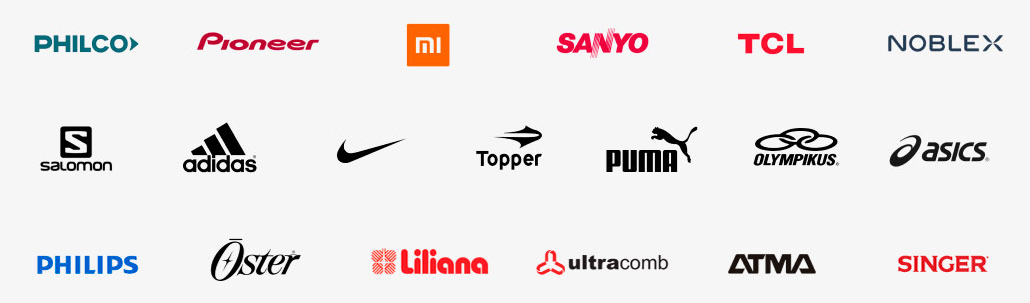 PHILCO Pioneer mi SANYO TCL NOBLEX
salomon adidas Topper PUMA OLYMPIKUS asics
PHILIPS Oster Liliana ultracomb ATMA SINGER